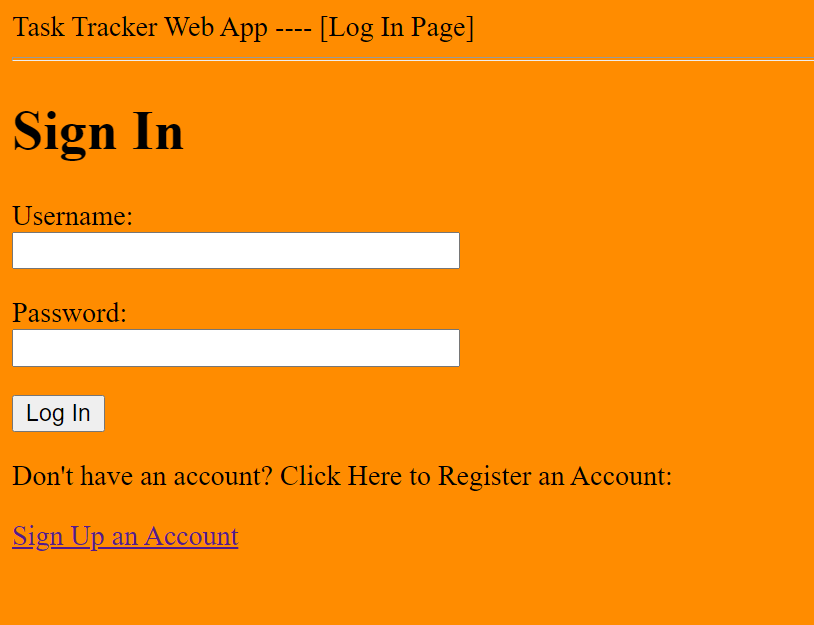 Task Tracker Web App ---- [Log In Page]
Sign In
Username:
Password:
Log In
Don't have an account? Click Here to Register an Account:
Sign Up an Account